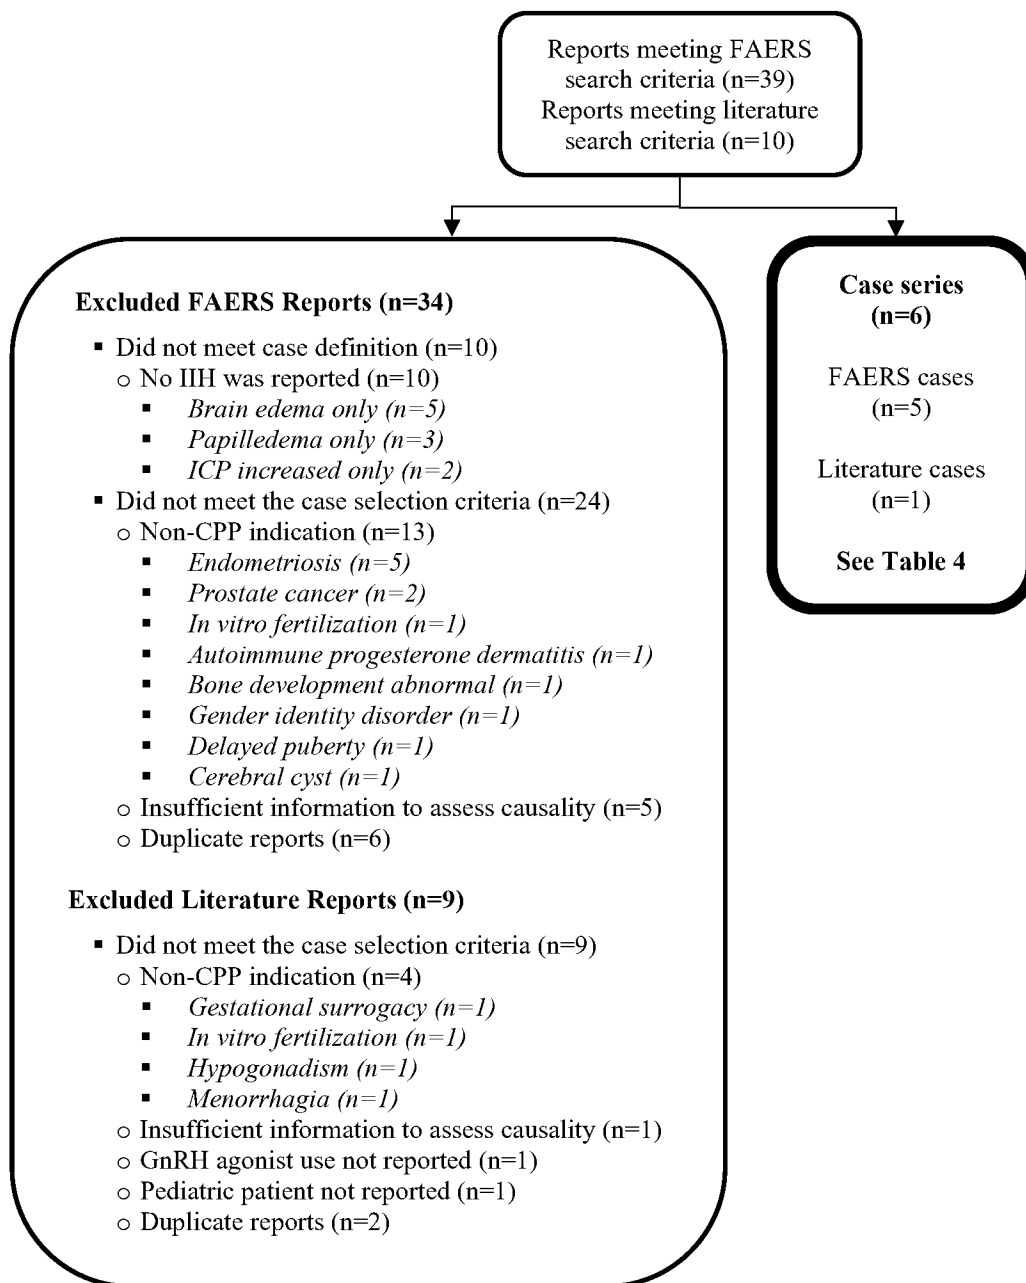 Reports meeting FAERS
search criteria (n=39)
Reports meeting literature
search criteria (n=10)
Excluded FAERS Reports (n=34)
▪ Did not meet case definition (n=10)
o No IIH was reported (n=10)
▪ Brain edema only (n=5)
▪ Papilledema only (n=3)
▪ ICP increased only (n=2)
▪ Did not meet the case selection criteria (n=24)
o Non-CPP indication (n=13)
▪ Endometriosis (n=5)
▪ Prostate cancer (n=2)
▪ In vitro fertilization (n=1)
▪ Autoimmune progesterone dermatitis (n=1)
▪ Bone development abnormal (n=1)
▪ Gender identity disorder (n=1)
▪ Delayed puberty (n=1)
▪ Cerebral cyst (n=1)
o Insufficient information to assess causality (n=5)
o Duplicate reports (n=6)
Excluded Literature Reports (n=9)
▪ Did not meet the case selection criteria (n=9)
o Non-CPP indication (n=4)
▪ Gestational surrogacy (n=1)
▪ In vitro fertilization (n=1)
▪ Hypogonadism (n=1)
▪ Menorrhagia (n=1)
o Insufficient information to assess causality (n=1)
o GnRH agonist use not reported (n=1)
o Pediatric patient not reported (n=1)
o Duplicate reports (n=2)
Case series
(n=6)
FAERS cases
(n=5)
Literature cases
(n=1)
See Table 4